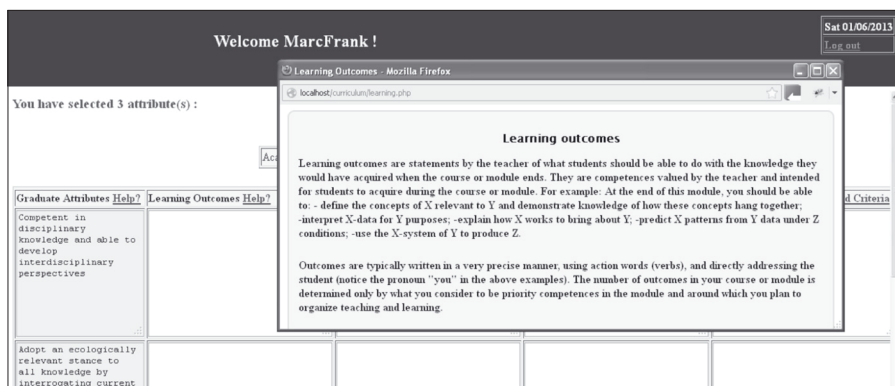 Welcome MarcFrank !
Sat 01/06/2013
Log out
You have selected 3 attribute(s) :
Aca
Graduate Attributes Help?
Learning Outcomes Help?
d Criteria
Competent in
disciplinary
knowledge and able to
develop
interdisciplinary
perspectives
Adopt an ecologically
relevant stance to
all knowledge by
interrogating current
Learning Outcomes - Mozilla Firefox
localhost/curriculum/learning.php
Learning outcomes
Learning outcomes are statements by the teacher of what students should be able to do with the knowledge they
would have acquired when the course or module ends. They are competences valued by the teacher and intended
for students to acquire during the course or module. For example: At the end of this module, you should be able
to: - define the concepts of X relevant to Y and demonstrate knowledge of how these concepts hang together;
-interpret X-data for Y purposes; -explain how X works to bring about Y; -predict X patterns from Y data under Z
conditions; -use the X-system of Y to produce Z.
Outcomes are typically written in a very precise manner, using action words (verbs), and directly addressing the
student (notice the pronoun "you" in the above examples). The number of outcomes in your course or module is
determined only by what you consider to be priority competences in the module and around which you plan to
organize teaching and learning.